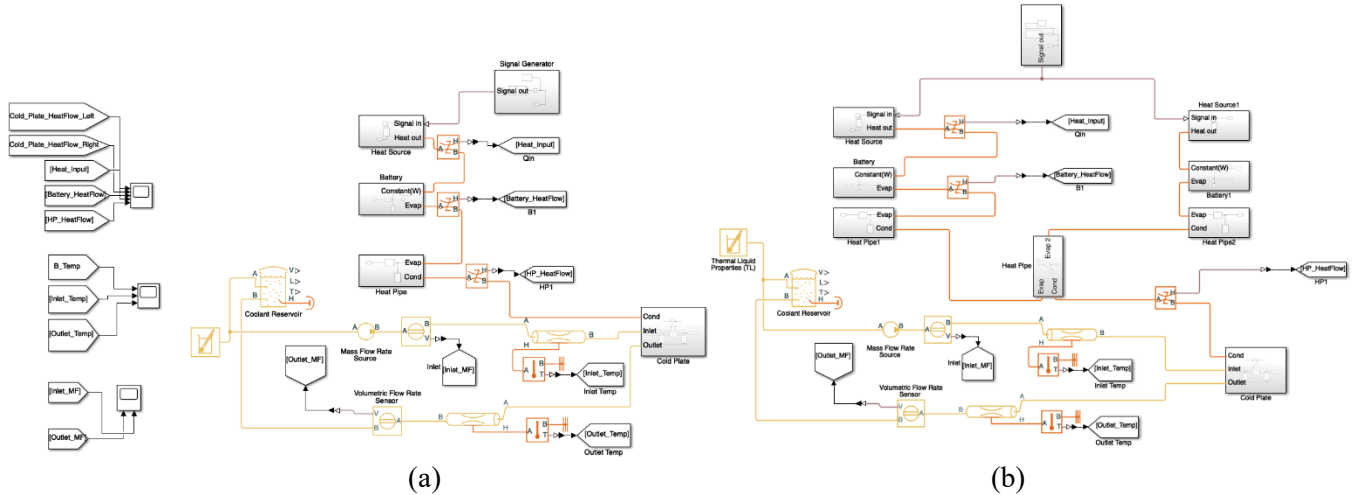 Signal Generator
Signal out
Cold_Plate_HeatFlow_Left
Cold_Plate_HeatFlow_Right
[Heat_Input]
[Battery_HeatFlow]
[HP_HeatFlow]
B_Temp
[Inlet_Temp]
[Outlet_Temp]
[Inlet_MF]
[Outlet_MF]
Signal in
Heat out
Heat Source
A
H
B
[Heat_Input]
Qin
Battery
Constant(W)
Evap
A
H
B
[Battery_HeatFlow]
B1
Evap
Cond
Heat Pipe
A
H
B
[HP_HeatFlow]
HP1
A
B
V
L
T
H
Coolant Reservoir
A
B
Mass Flow Rate
Source
A
B
V
Inlet
[Inlet_MF]
A
B
H
A
B
T
[Inlet_Temp]
Inlet Temp
Cond
Inlet
Outlet
Cold Plate
[Outlet_MF]
Volumetric Flow Rate
Sensor
V
B
A
B
A
H
A
B
T
[Outlet_Temp]
Outlet Temp
(a)
Signal out
Signal in
Heat out
Heat Source
A
H
B
[Heat_Input]
Qin
Heat Source1
Signal in
Heat out
Battery
Constant(W)
Evap
A
H
B
[Battery_HeatFlow]
B1
Constant(W)
Evap
Battery1
Evap
Cond
Heat Pipe1
Evap
Cond
Heat Pipe2
Evap 2
Heat Pipe
Evap
Cond
Thermal Liquid
Properties (TL)
A
H
B
[HP_HeatFlow]
HP1
A
B
V
L
T
H
Coolant Reservoir
A
B
Mass Flow Rate
Source
A
B
V
Inlet
[Inlet_MF]
A
B
H
A
B
T
[Inlet_Temp]
Inlet Temp
Cond
Inlet
Outlet
Cold Plate
[Outlet_MF]
Volumetric Flow Rate
Sensor
V
B
A
B
A
H
A
B
T
[Outlet_Temp]
Outlet Temp
(b)